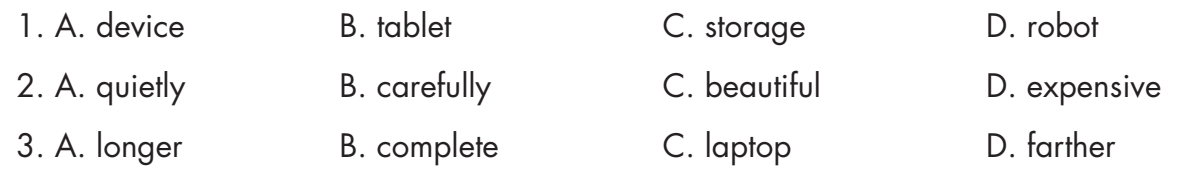 1. A. device B. tablet C. storage D. robot
2. A. quietly B. carefully C. beautiful D. expensive
3. A. longer B. complete C. laptop D. farther